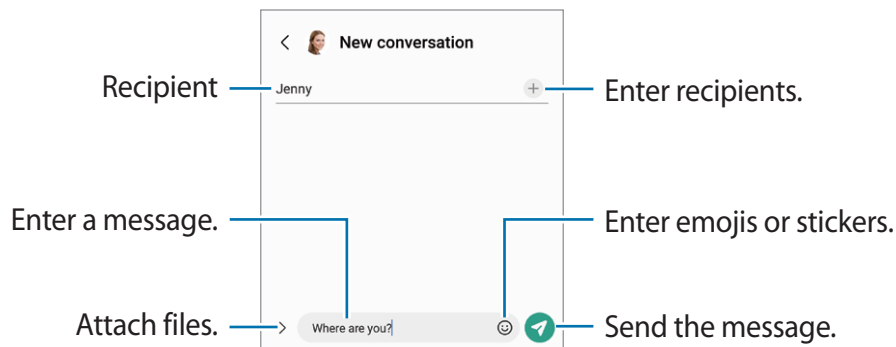 New conversation
Recipient
Jenny
Enter recipients.
Enter a message.
Enter emojis or stickers.
Attach files.
Where are you?
Send the message.